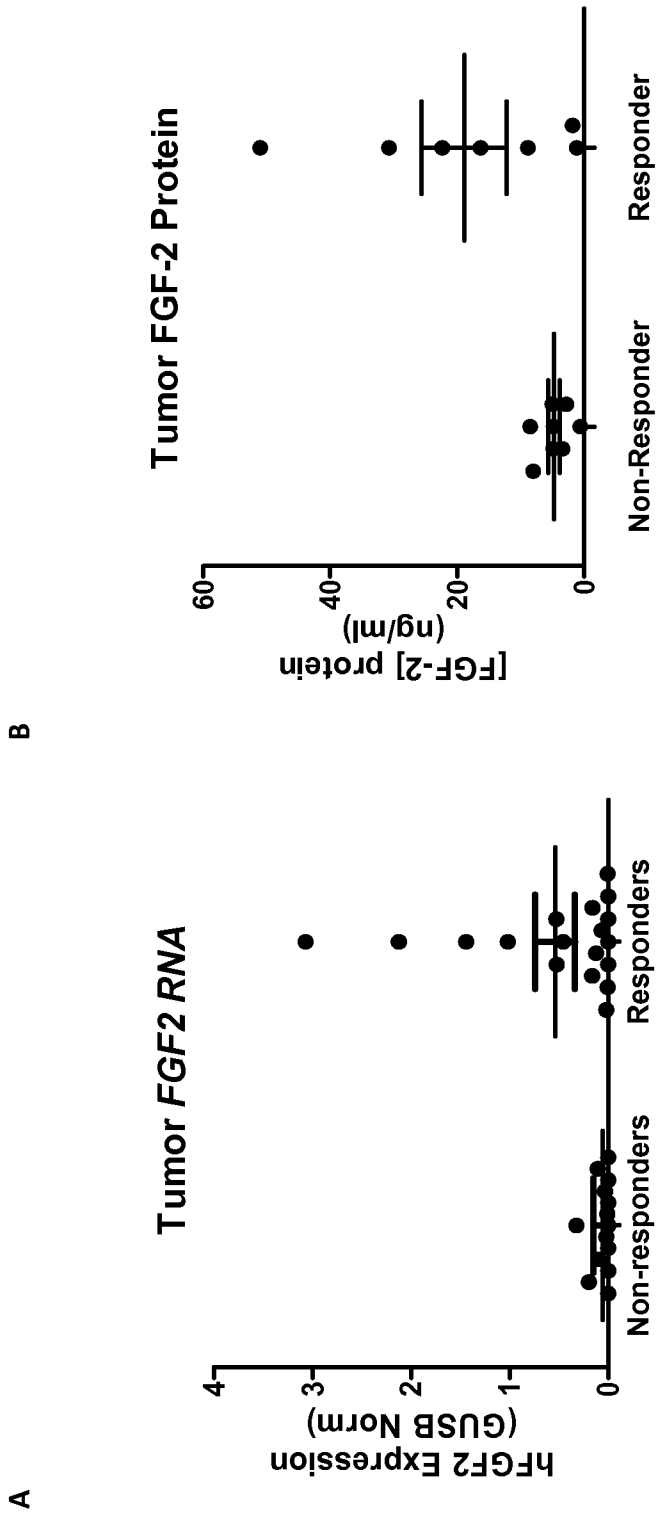 A
Tumor FGF2 RNA
hFGF2 Expression
(GUSB Norm)
4
3
2
1
0
Non-responders
Responders
B
Tumor FGF-2 Protein
[FGF-2] protein
(ng/ml)
60
40
20
0
Non-Responder
Responder